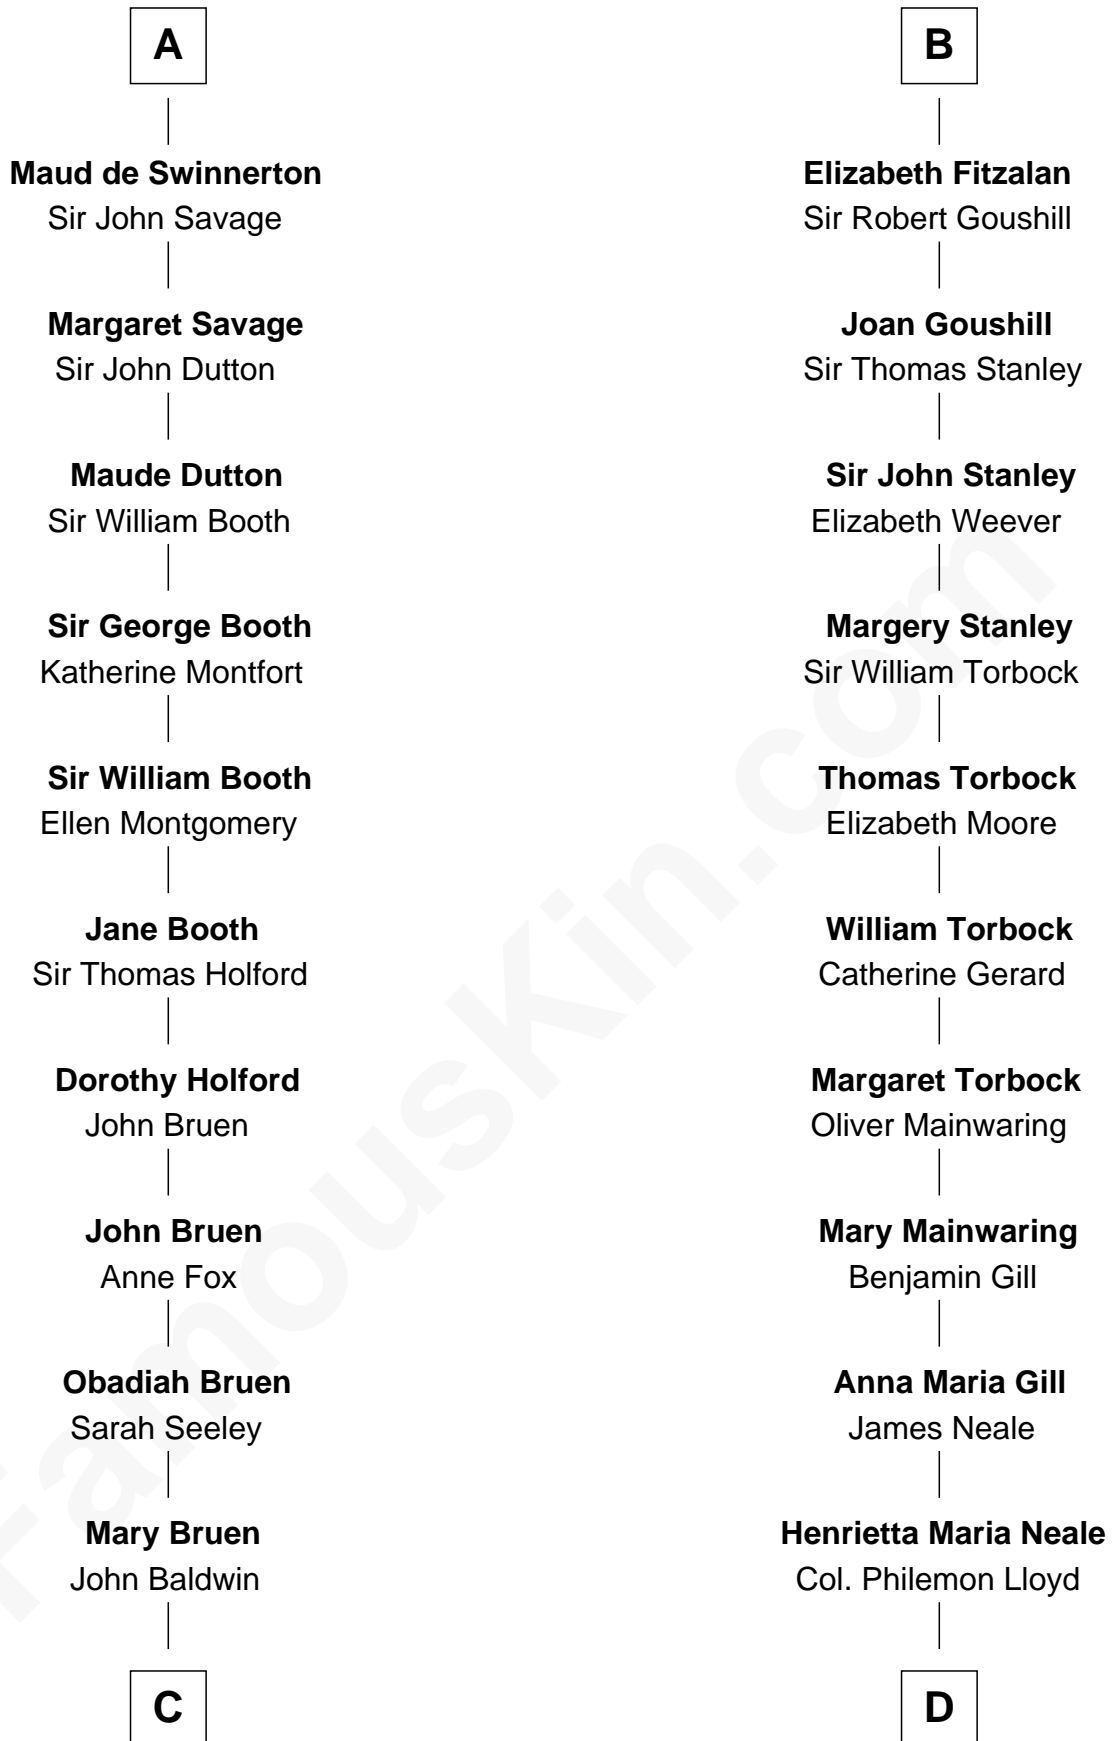 A
Maud de Swinnerton
Sir John Savage
Margaret Savage
Sir John Dutton
Maude Dutton
Sir William Booth
Sir George Booth
Katherine Montfort
Sir William Booth
Ellen Montgomery
Jane Booth
Sir Thomas Holford
Dorothy Holford
John Bruen
John Bruen
Anne Fox
Obadiah Bruen
Sarah Seeley
Mary Bruen
John Baldwin
C
B
Elizabeth Fitzalan
Sir Robert Goushill
Joan Goushill
Sir Thomas Stanley
Sir John Stanley
Elizabeth Weever
Margery Stanley
Sir William Torbock
Thomas Torbock
Elizabeth Moore
William Torbock
Catherine Gerard
Margaret Torbock
Oliver Mainwaring
Mary Mainwaring
Benjamin Gill
Anna Maria Gill
James Neale
Henrietta Maria Neale
Col. Philemon Lloyd
D
FamousKin.com